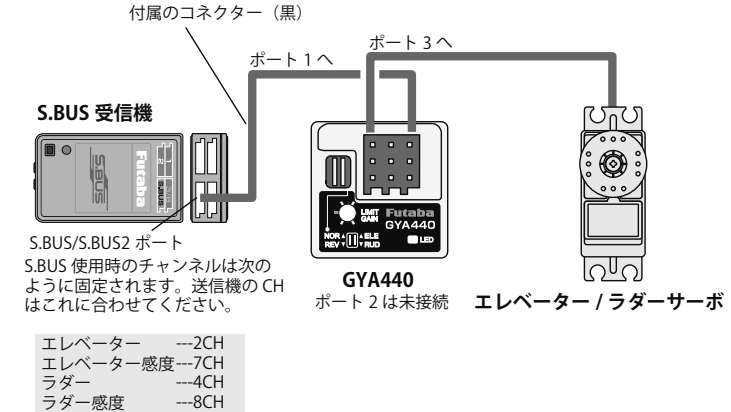 付属のコネクター（黒）
ポート 1 へ
ポート 3 へ
S.BUS 受信機
Futaba
S.BUS
S.BUS
LIMIT
GAIN
Futaba
GYA440
NOR
REV
ELE
RUD
LED
S.BUS/S.BUS2 ポート
S.BUS 使用時のチャンネルは次の
ように固定されます。送信機の CH
はこれに合わせてください。
GYA440
ポート 2 は未接続
エレベーター / ラダーサーボ
エレベーター ---2CH
エレベーター感度---7CH
ラダー ---4CH
ラダー感度 ---8CH